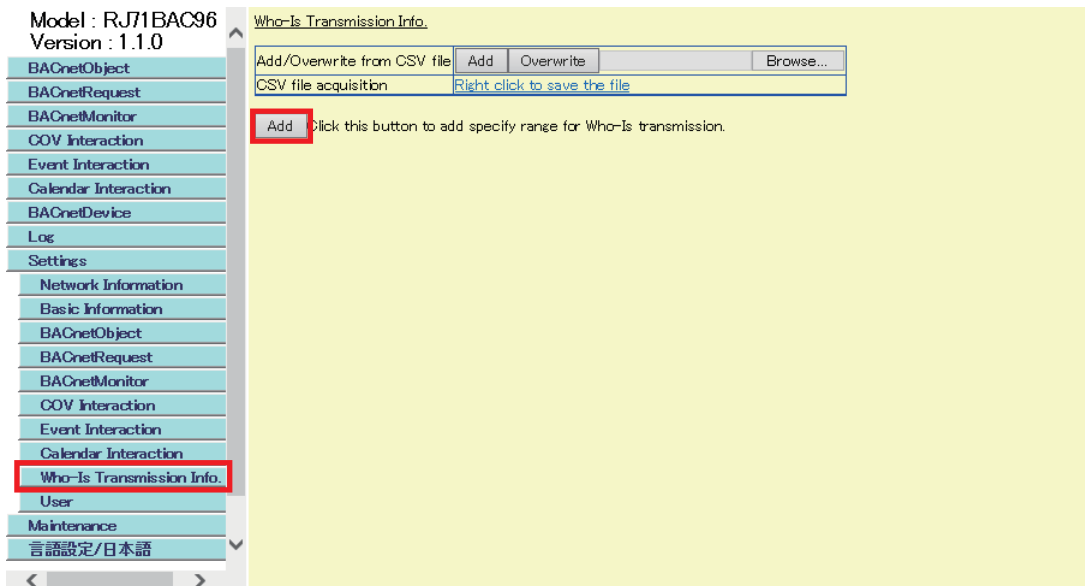 Model : RJ71BAC96
Version : 1.1.0
BACnetObject
BACnetRequest
BACnetMonitor
COV Interaction
Event Interaction
Calendar Interaction
BACnetDevice
Log
Settings
Network Information
Basic Information
BACnetObject
BACnetRequest
BACnetMonitor
COV Interaction
Event Interaction
Calendar Interaction
Who-Is Transmission Info.
User
Maintenance
言語設定/日本語
Who-Is Transmission Info.
Add/Overwrite from CSV file Add Overwrite Browse...
CSV file acquisition Right click to save the file
Add Click this button to add specify range for Who-Is transmission.